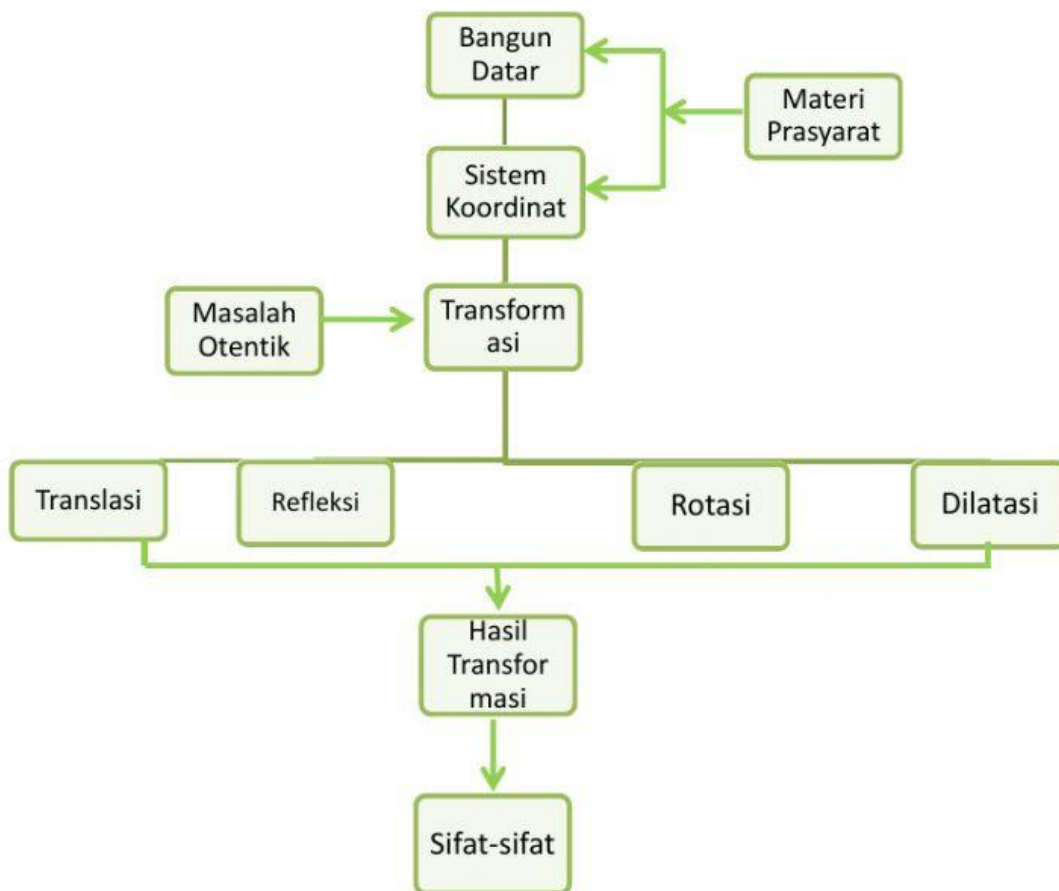 Bangun
Datar
Materi
Prasyarat
Sistem
Koordinat
Masalah
Otentik
Transform
asi
Translasi
Refleksi
Rotasi
Dilatasi
Hasil
Transfor
masi
Sifat-sifat